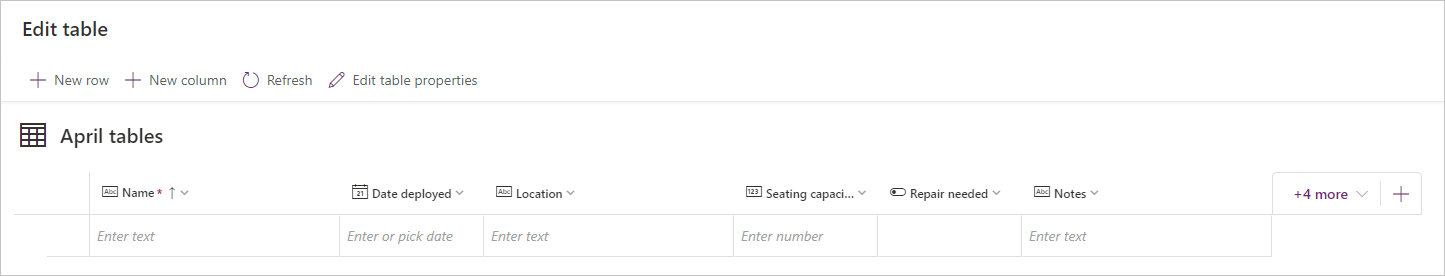 Edit table
New row New column Refresh Edit table properties
April tables
Abc Name * ↑ 21 Date deployed Abc Location 123 Seating capaci... Repair needed Abc Notes +4 more
Enter text Enter or pick date Enter text Enter number Enter text